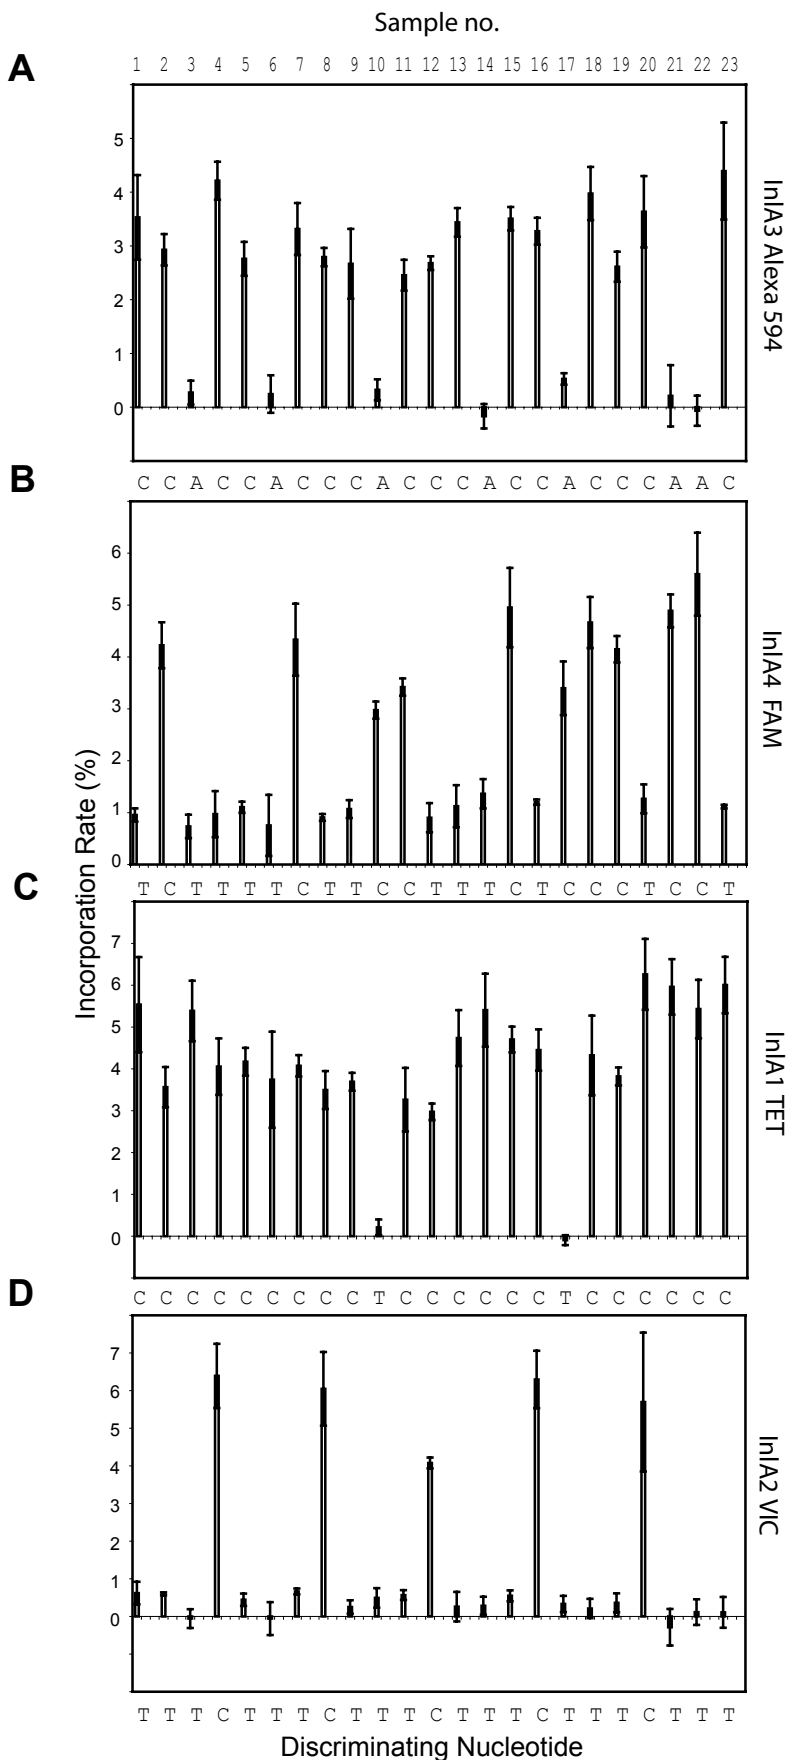 Sample no.
1 2 3 4 5 6 7 8 9 10 11 12 13 14 15 16 17 18 19 20 21 22 23
A
5
4
3
2
1
0
InlA3 Alexa 594
C C A C C A C C C A C C C A C C A C C C A A C
B
6
5
4
3
2
1
0
InlA4 FAM
Incorporation Rate (%)
T C T T T T C T T C C T T T C T C C C T C C T
C
7
6
5
4
3
2
1
0
InlA1 TET
C C C C C C C C C T C C C C C C T C C C C C C
D
7
6
5
4
3
2
1
0
InlA2 VIC
T T T C T T T C T T T C T T T C T T T C T T T
Discriminating Nucleotide